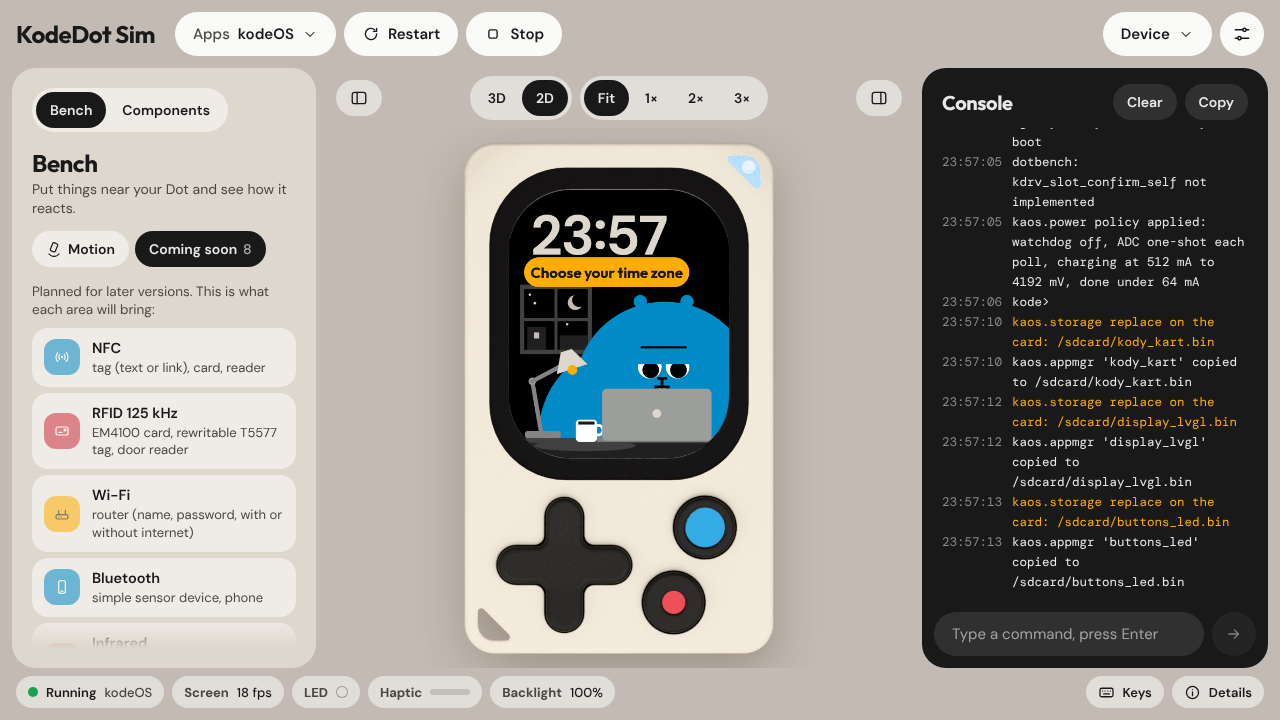 KodeDot Sim
Apps kodeOS
Restart
Stop
Device
Bench
Components
Bench
Put things near your Dot and see how it
reacts.
Motion
Coming soon 8
Planned for later versions. This is what
each area will bring:
NFC
tag (text or link), card, reader
RFID 125 kHz
EM4100 card, rewritable T5577
tag, door reader
Wi-Fi
router (name, password, with or
without internet)
Bluetooth
simple sensor device, phone
Infrared
3D
2D
Fit
1×
2×
3×
23:57
Choose your time zone
Console
Clear
Copy
boot
23:57:05 dotbench:
kdrv_slot_confirm_self not
implemented
23:57:05 kaos.power policy applied:
watchdog off, ADC one-shot each
poll, charging at 512 mA to
4192 mV, done under 64 mA
23:57:06 kode>
23:57:10 kaos.storage replace on the
card: /sdcard/kody_kart.bin
23:57:10 kaos.appmgr 'kody_kart' copied
to /sdcard/kody_kart.bin
23:57:12 kaos.storage replace on the
card: /sdcard/display_lvgl.bin
23:57:12 kaos.appmgr 'display_lvgl'
copied to
/sdcard/display_lvgl.bin
23:57:13 kaos.storage replace on the
card: /sdcard/buttons_led.bin
23:57:13 kaos.appmgr 'buttons_led'
copied to
/sdcard/buttons_led.bin
Type a command, press Enter
Running kodeOS
Screen 18 fps
LED
Haptic
Backlight 100%
Keys
Details